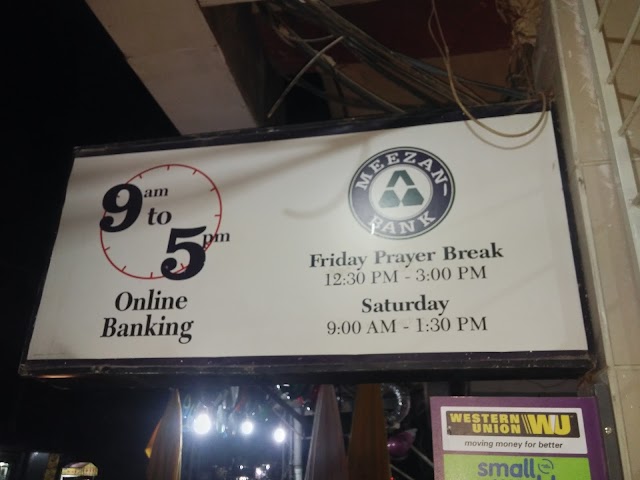 9am
to
5pm
Online
Banking
MEEZAN
BANK
Friday Prayer Break
12:30 PM - 3:00 PM
Saturday
9:00 AM - 1:30 PM
WESTERN
UNION WU
moving money for better
small